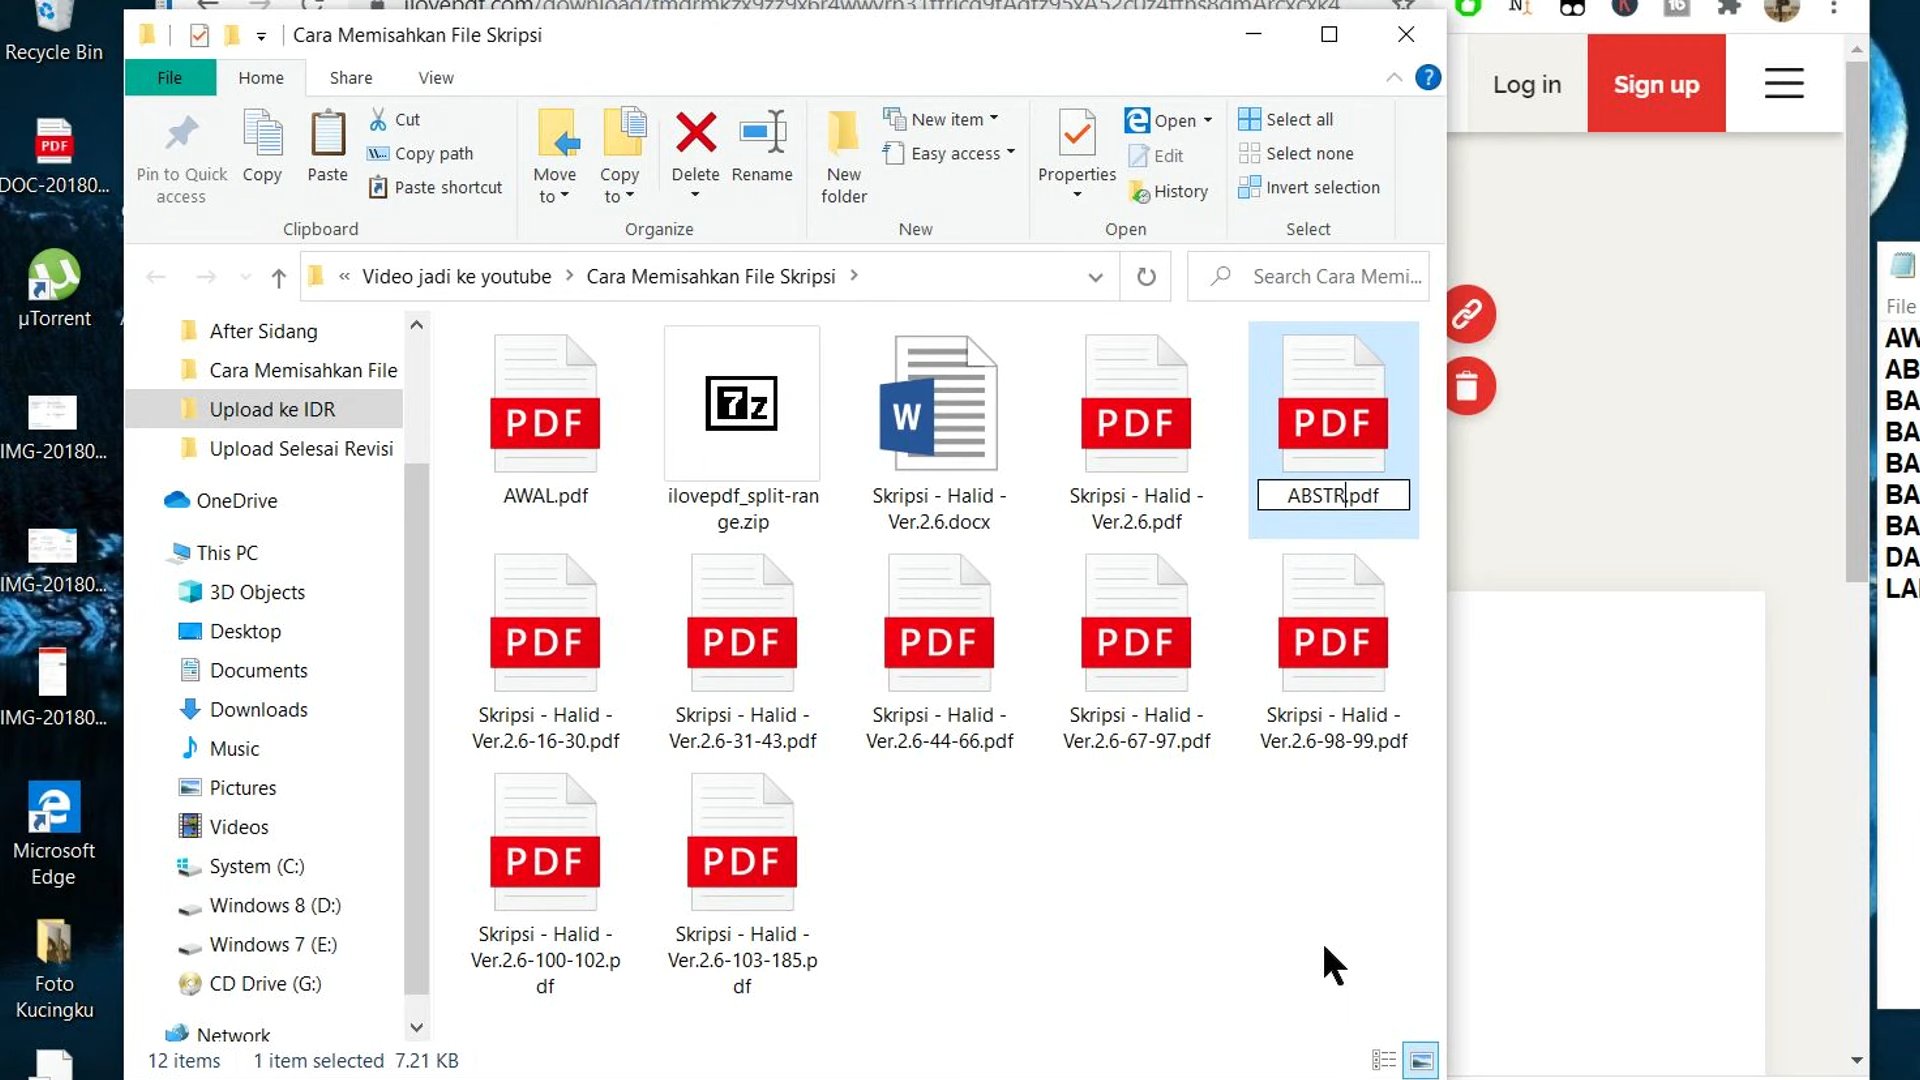 Recycle Bin
PDF
DOC-20180...
µTorrent
IMG-20180...
IMG-20180...
IMG-20180...
Microsoft
Edge
Foto
Kucingku
Cara Memisahkan File Skripsi
File
Home
Share
View
?
Pin to Quick
access
Copy
Paste
Cut
Copy path
Paste shortcut
Clipboard
Move
to
Copy
to
Delete
Rename
Organize
New
folder
New item
Easy access
New
Properties
Open
Edit
History
Open
Select all
Select none
Invert selection
Select
« Video jadi ke youtube > Cara Memisahkan File Skripsi >
Search Cara Memi...
After Sidang
Cara Memisahkan File
Upload ke IDR
Upload Selesai Revisi
OneDrive
This PC
3D Objects
Desktop
Documents
Downloads
Music
Pictures
Videos
System (C:)
Windows 8 (D:)
Windows 7 (E:)
CD Drive (G:)
Network
PDF
AWAL.pdf
7z
ilovepdf_split-ran
ge.zip
W
Skripsi - Halid -
Ver.2.6.docx
PDF
Skripsi - Halid -
Ver.2.6.pdf
PDF
ABSTR.pdf
PDF
Skripsi - Halid -
Ver.2.6-16-30.pdf
PDF
Skripsi - Halid -
Ver.2.6-31-43.pdf
PDF
Skripsi - Halid -
Ver.2.6-44-66.pdf
PDF
Skripsi - Halid -
Ver.2.6-67-97.pdf
PDF
Skripsi - Halid -
Ver.2.6-98-99.pdf
PDF
Skripsi - Halid -
Ver.2.6-100-102.p
df
PDF
Skripsi - Halid -
Ver.2.6-103-185.p
df
12 items
1 item selected 7.21 KB
16
Log in
Sign up
File
AW
AB
BA
BA
BA
BA
BA
DA
LA